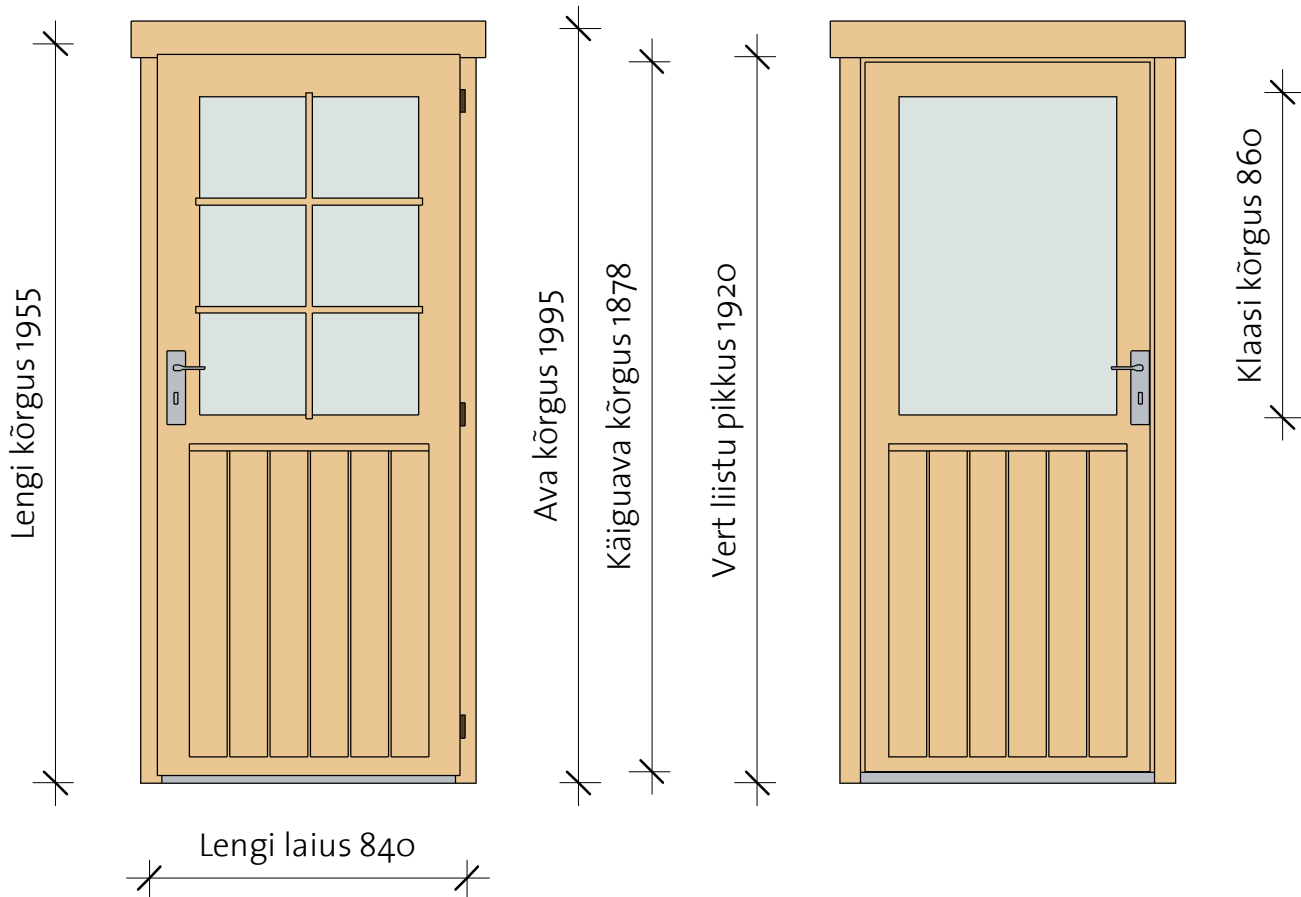 Lengi kõrgus 1955
Ava kõrgus 1995
Käiguava kõrgus 1878
Vert liistu pikkus 1920
Klaasi kõrgus 860
Lengi laius 840